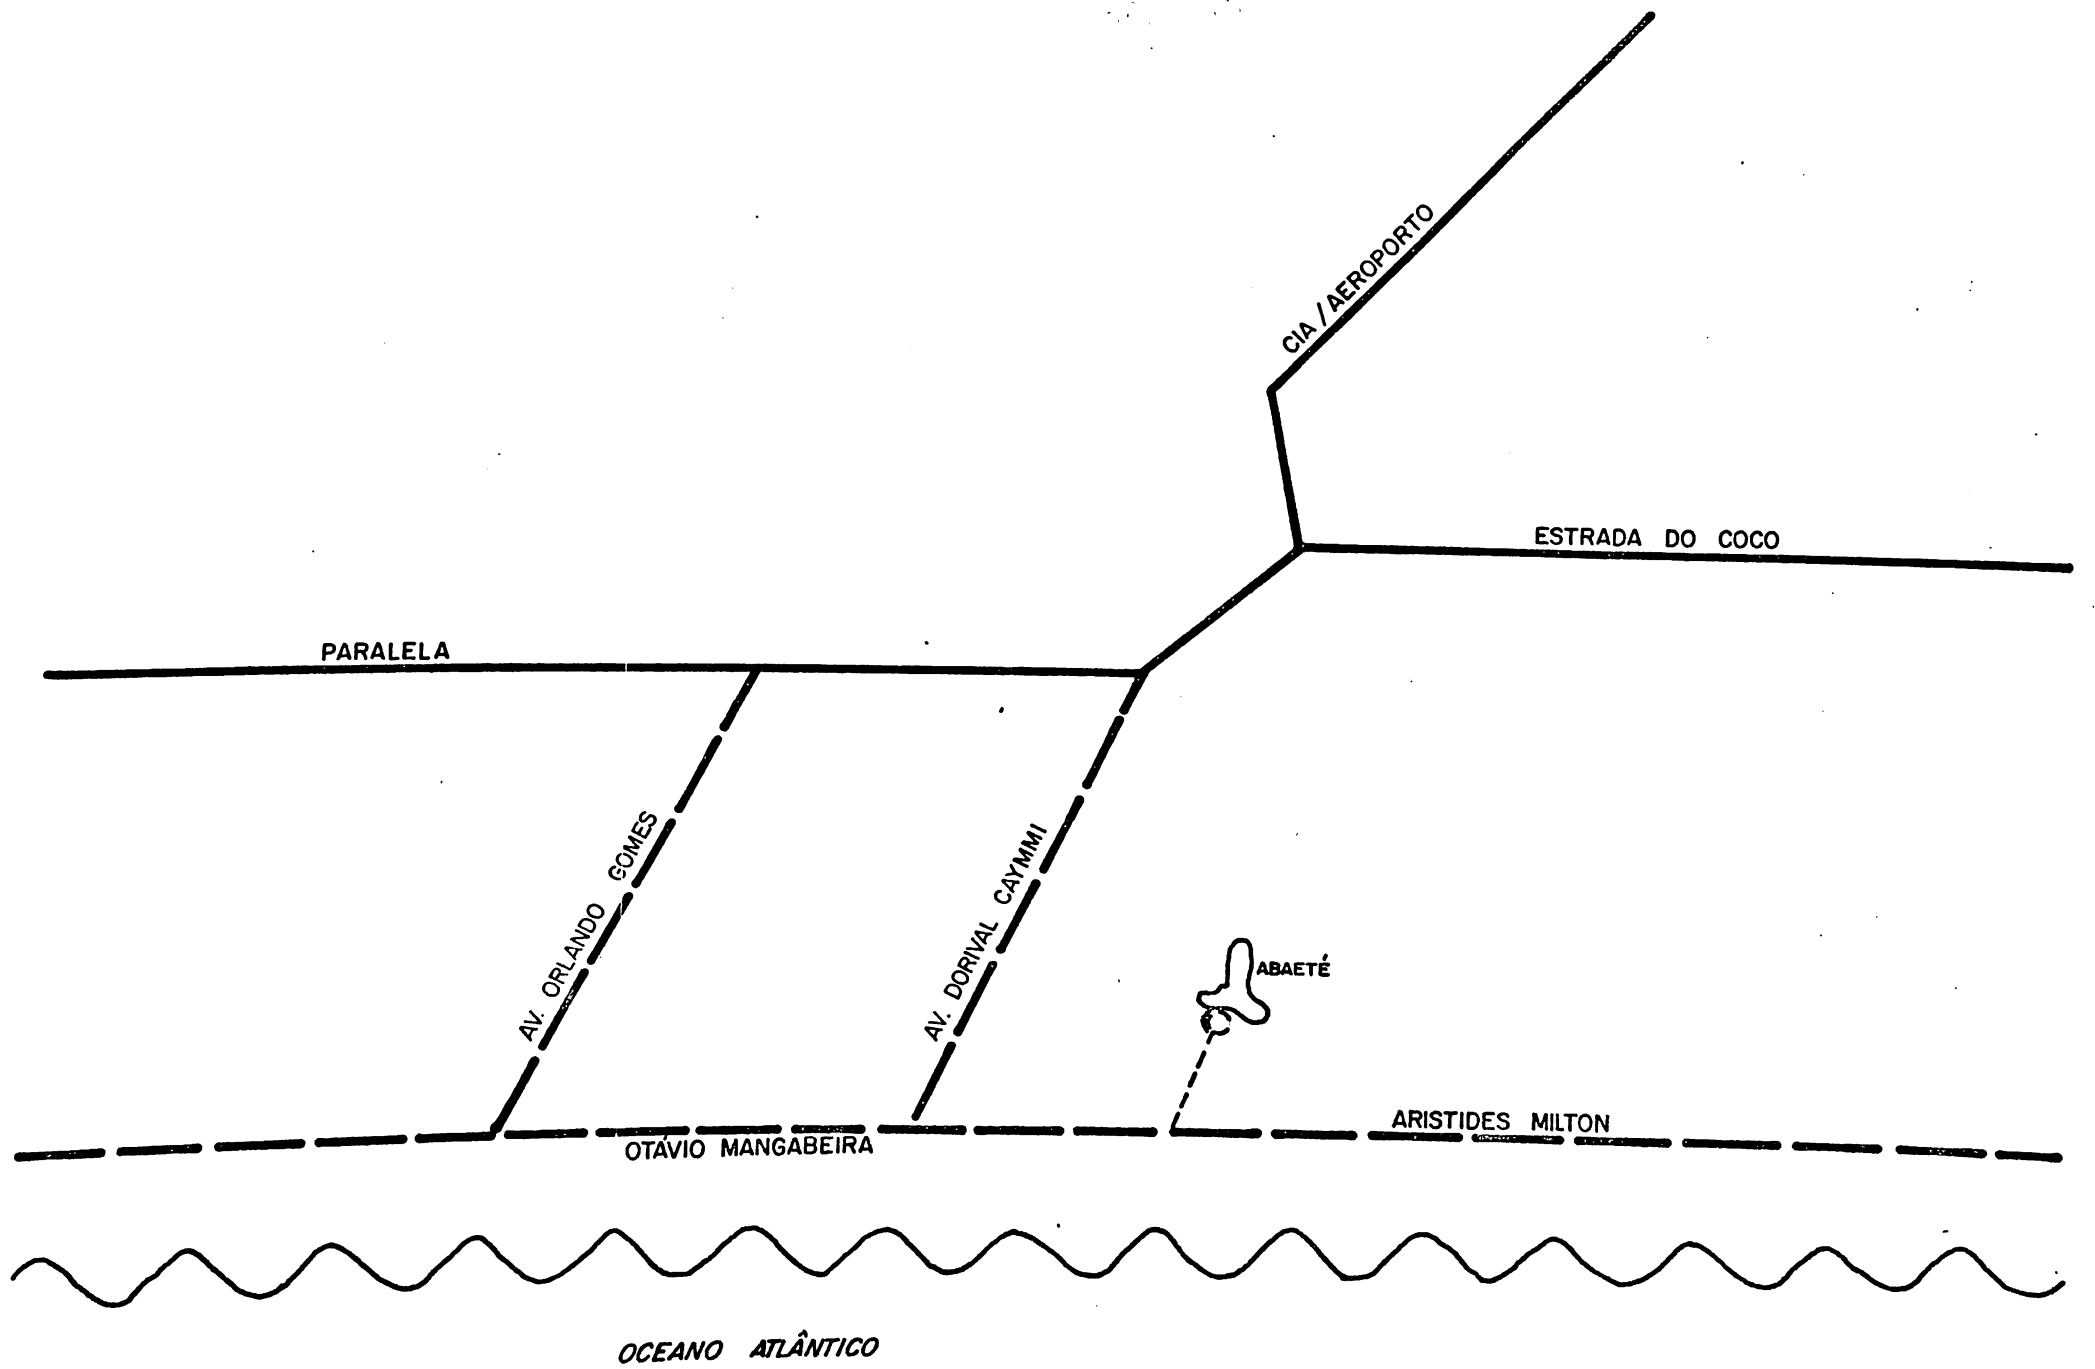 CIA/AEROPORTO
ESTRADA DO COCO
PARALELA
AV. ORLANDO GOMES
AV. DORIVAL CAYMMI
ABAETÉ
ARISTIDES MILTON
OTÁVIO MANGABEIRA
OCEANO ATLÂNTICO